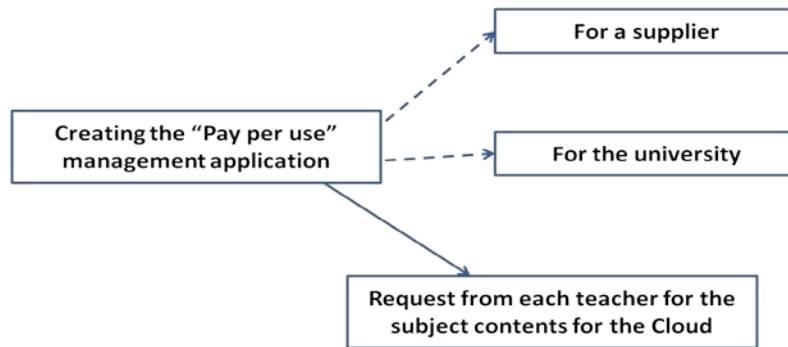 For a supplier
Creating the “Pay per use”
management application
For the university
Request from each teacher for the
subject contents for the Cloud